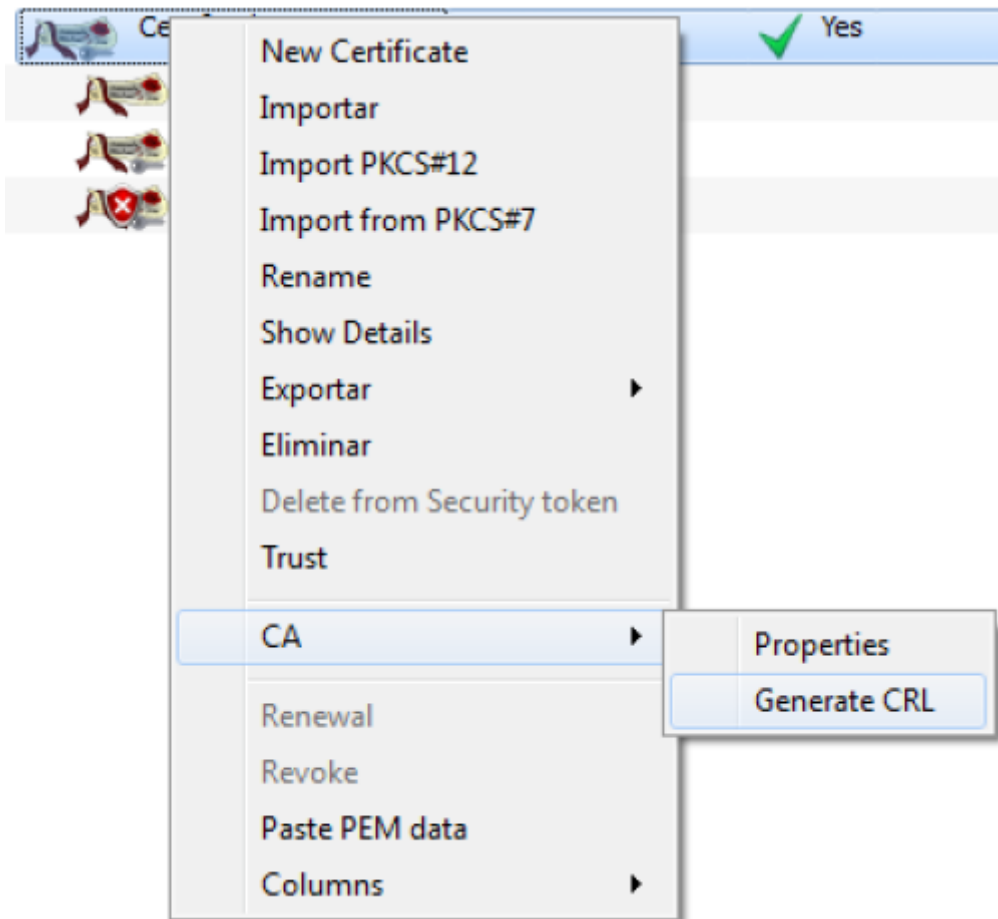 Yes
New Certificate
Importar
Import PKCS#12
Import from PKCS#7
Rename
Show Details
Exportar
Eliminar
Delete from Security token
Trust
CA
Properties
Generate CRL
Renewal
Revoke
Paste PEM data
Columns